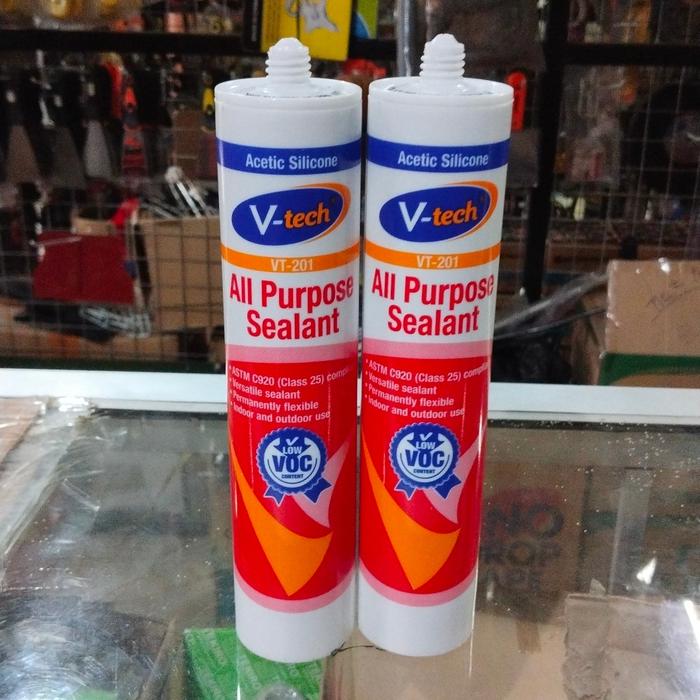 Acetic Silicone
V-tech
VT-201
All Purpose
Sealant
• ASTM C920 (Class 25)
• Versatile sealant
• Permanently flexible
• Indoor and outdoor use
LOW
VOC
CONTENT
Acetic Silicone
V-tech
VT-201
All Purpose
Sealant
• ASTM C920 (Class 25)
• Versatile sealant
• Permanently flexible
• Indoor and outdoor use
LOW
VOC
CONTENT
NO